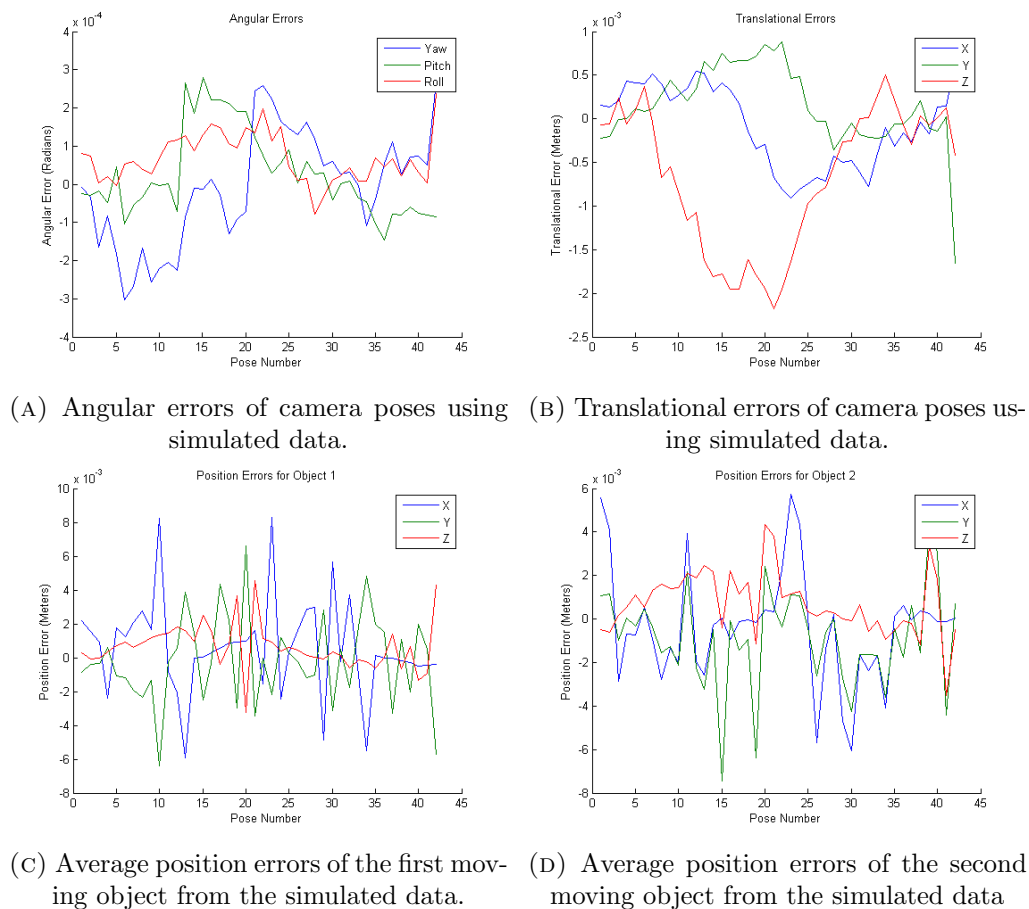 Angular Errors
x 10⁻⁴
4
3
2
1
0
-1
-2
-3
-4
Angular Error (Radians)
0 5 10 15 20 25 30 35 40 45
Pose Number
Yaw
Pitch
Roll
Translational Errors
x 10⁻³
1
0.5
0
-0.5
-1
-1.5
-2
-2.5
Translational Error (Meters)
0 5 10 15 20 25 30 35 40 45
Pose Number
X
Y
Z
(A) Angular errors of camera poses using
simulated data.
(B) Translational errors of camera poses us-
ing simulated data.
Position Errors for Object 1
x 10⁻³
10
8
6
4
2
0
-2
-4
-6
-8
Position Error (Meters)
0 5 10 15 20 25 30 35 40 45
Pose Number
X
Y
Z
Position Errors for Object 2
x 10⁻³
6
4
2
0
-2
-4
-6
-8
Position Error (Meters)
0 5 10 15 20 25 30 35 40 45
Pose Number
X
Y
Z
(C) Average position errors of the first mov-
ing object from the simulated data.
(D) Average position errors of the second
moving object from the simulated data